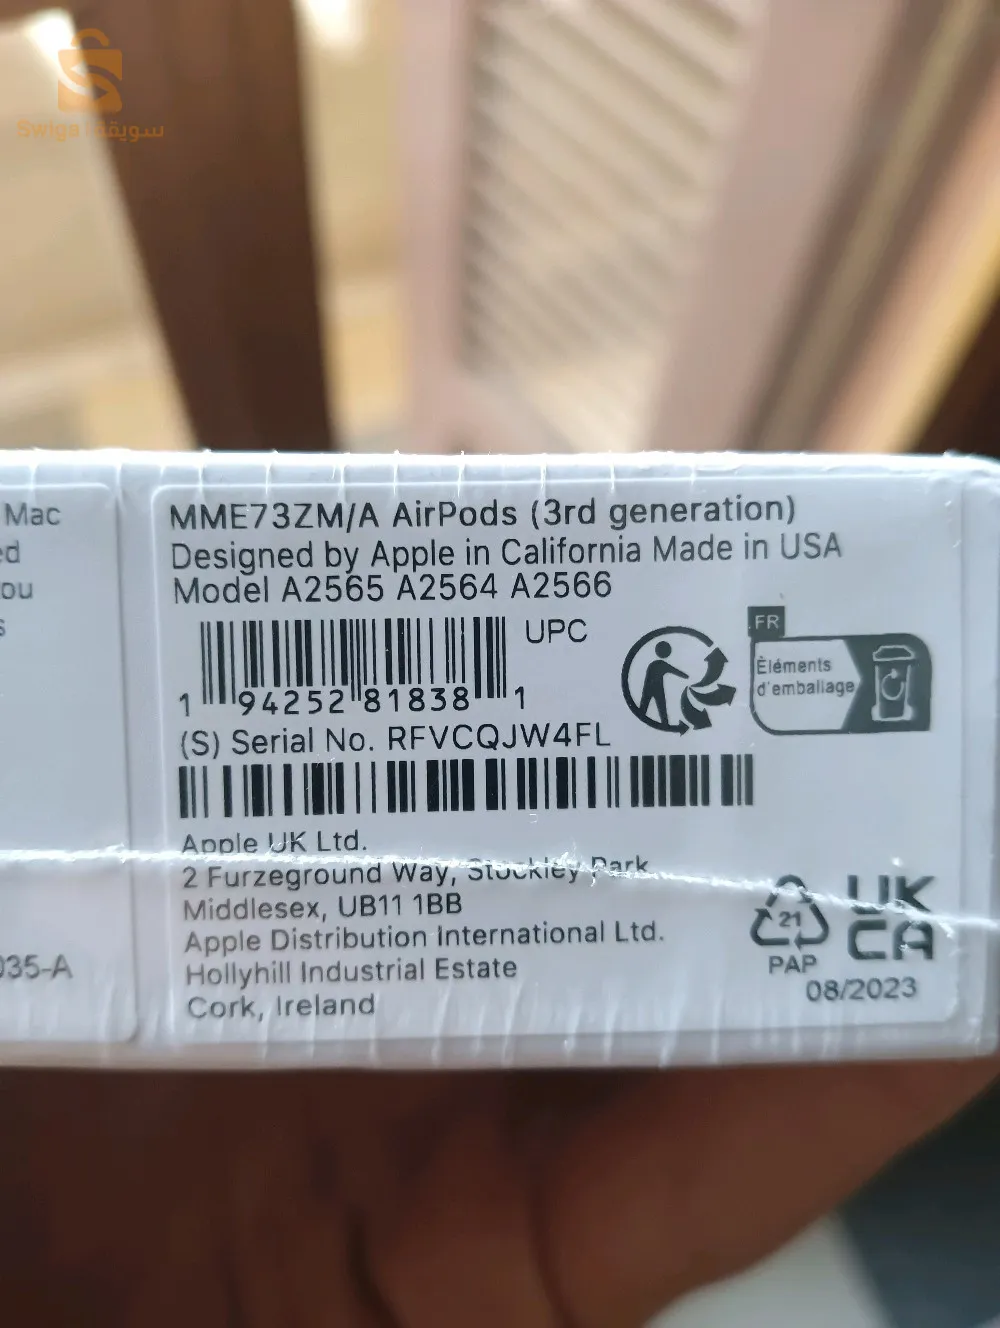 Swiga سويقة
Mac
ed
ou
s
035-A
MME73ZM/A AirPods (3rd generation)
Designed by Apple in California Made in USA
Model A2565 A2564 A2566
UPC
1 94252 81838 1
(S) Serial No. RFVCQJW4FL
FR
Èléments
d'emballage
Apple UK Ltd.
2 Furzeground Way, Stockley Park
Middlesex, UB11 1BB
Apple Distribution International Ltd.
Hollyhill Industrial Estate
Cork, Ireland
21
PAP
UK
CA
08/2023